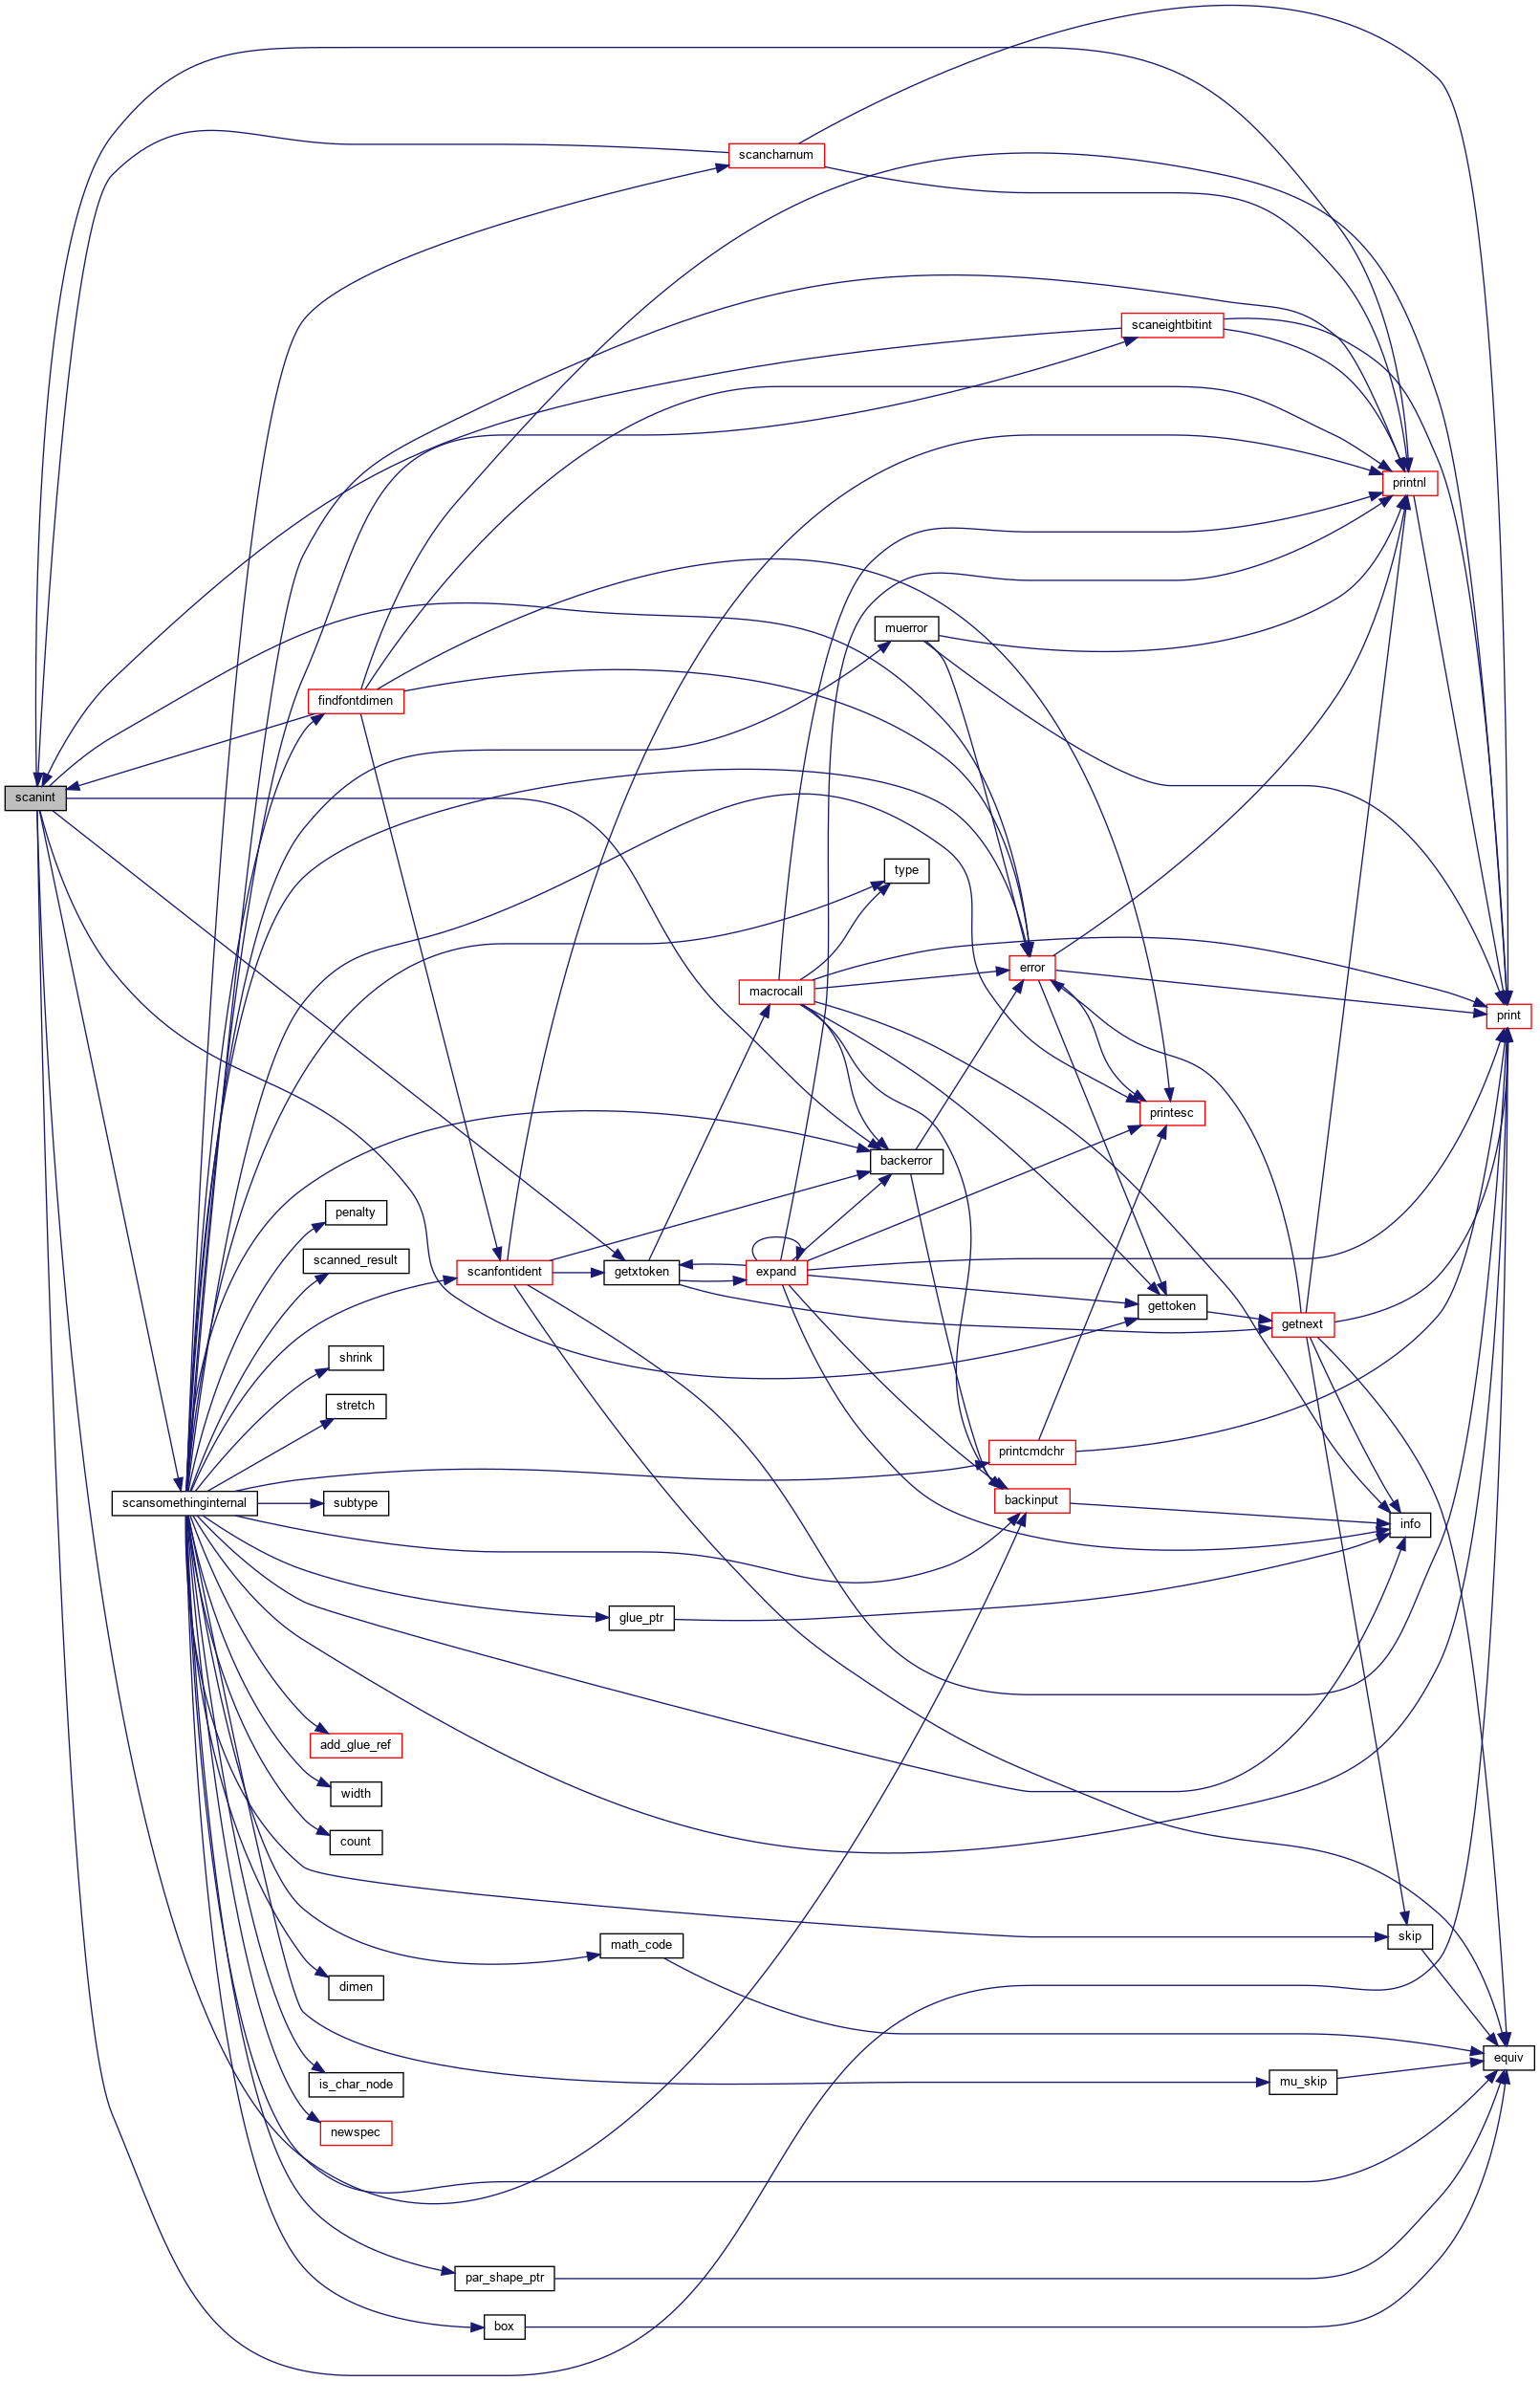 scancharnum
scaneightbitint
printnl
muerror
findfontdimen
scanint
type
error
macrocall
print
printesc
backerror
penalty
scanned_result
scanfontident
getxtoken
expand
gettoken
getnext
shrink
stretch
printcmdchr
scansomethinginternal
subtype
backinput
info
glue_ptr
add_glue_ref
width
count
skip
math_code
dimen
equiv
is_char_node
mu_skip
newspec
par_shape_ptr
box